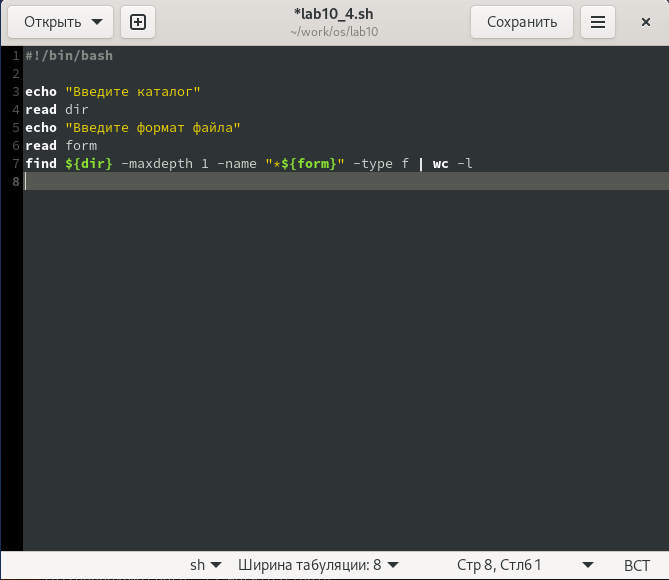 Открыть
*lab10_4.sh
~/work/os/lab10
Сохранить
1 #!/bin/bash
2
3 echo "Введите каталог"
4 read dir
5 echo "Введите формат файла"
6 read form
7 find ${dir} -maxdepth 1 -name "*${form}" -type f | wc -l
8
sh
Ширина табуляции: 8
Стр 8, Стлб 1
ВСТ